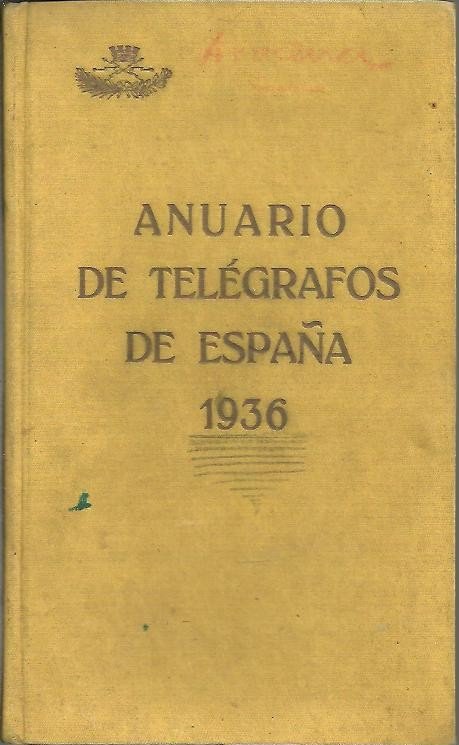 ANUARIO
DE TELÉGRAFOS
DE ESPAÑA
1936